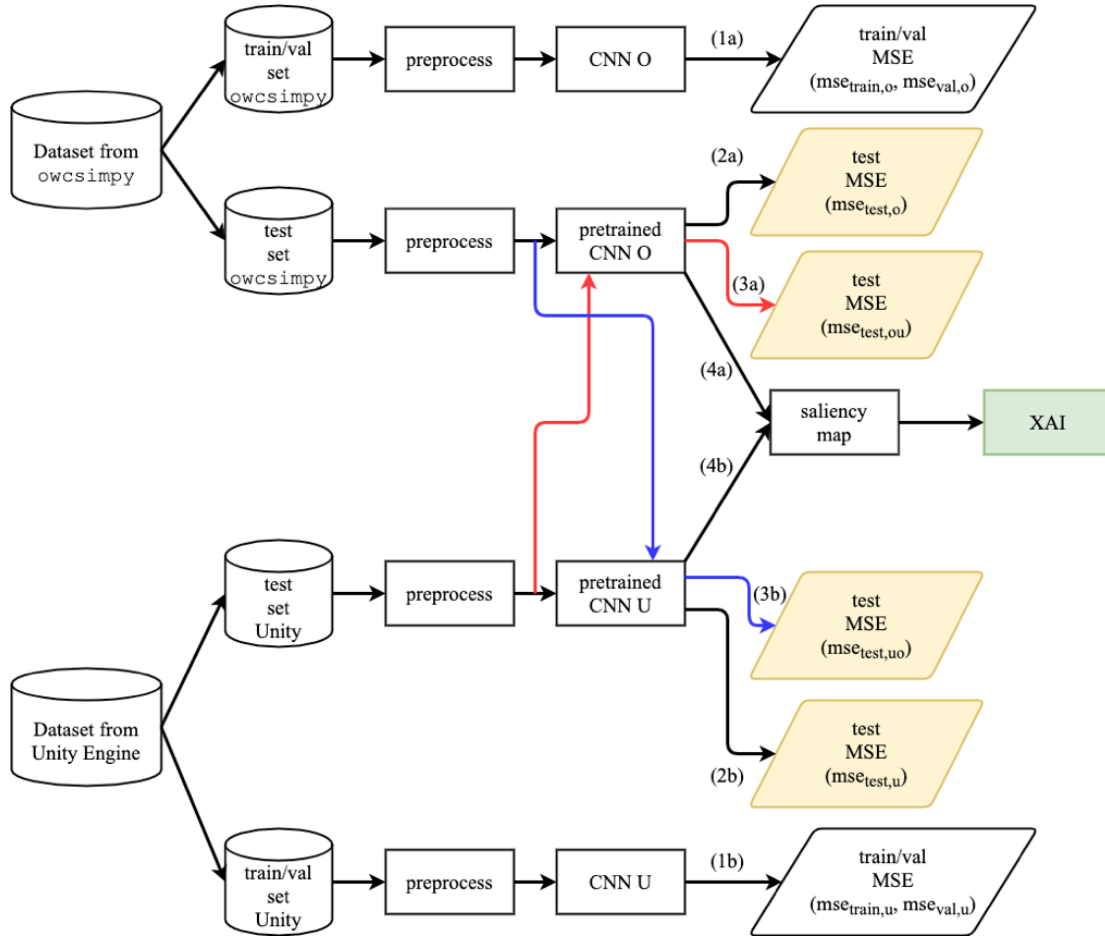 train/val
set
owcsimpy
preprocess
CNN O
(1a)
train/val
MSE
(mse_train,o, mse_val,o)
Dataset from
owcsimpy
test
set
owcsimpy
preprocess
pretrained
CNN O
(2a)
test
MSE
(mse_test,o)
(3a)
test
MSE
(mse_test,ou)
(4a)
saliency
map
XAI
(4b)
test
set
Unity
preprocess
pretrained
CNN U
(3b)
test
MSE
(mse_test,uo)
Dataset from
Unity Engine
(2b)
test
MSE
(mse_test,u)
train/val
set
Unity
preprocess
CNN U
(1b)
train/val
MSE
(mse_train,u, mse_val,u)